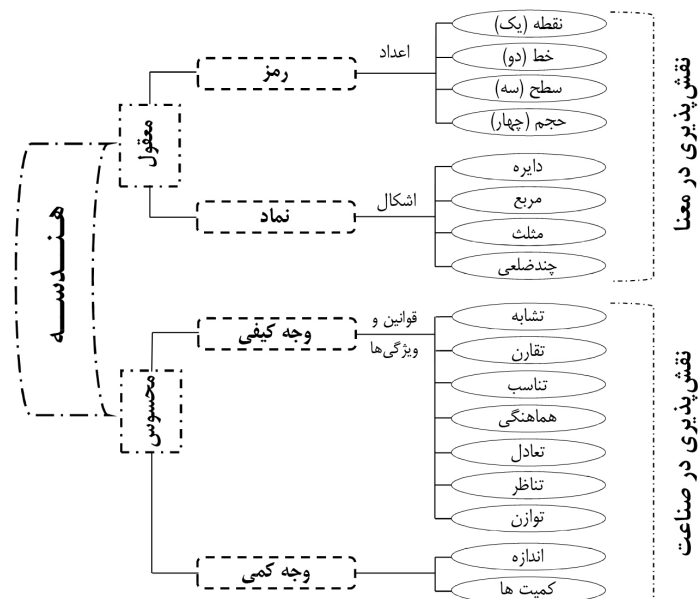 هندسه
معقول
رمز
اعداد
نقطه (یک)
خط (دو)
سطح (سه)
حجم (چهار)
نماد
اشکال
دایره
مربع
مثلث
چندضلعی
نقش‌پذیری در معنا
محسوس
وجه کیفی
قوانین و
ویژگی‌ها
تشابه
تقارن
تناسب
هماهنگی
تعادل
تناظر
توازن
وجه کمی
اندازه
کمیت ها
نقش‌پذیری در صناعت